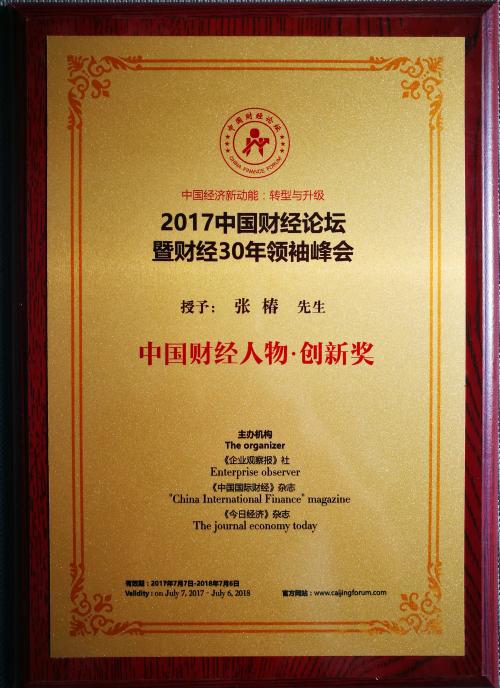 中国财经论坛
CHINA FINANCE FORUM
中国经济新动能：转型与升级
2017中国财经论坛
暨财经30年领袖峰会
授予： 张 椿 先生
中国财经人物·创新奖
主办机构
The organizer
《企业观察报》社
Enterprise observer
《中国国际财经》杂志
"China International Finance" magazine
《今日经济》杂志
The journal economy today
有效期：2017年7月7日-2018年7月6日
Validity : on July 7, 2017 - July 6, 2018
官方网站：www.caijingforum.com